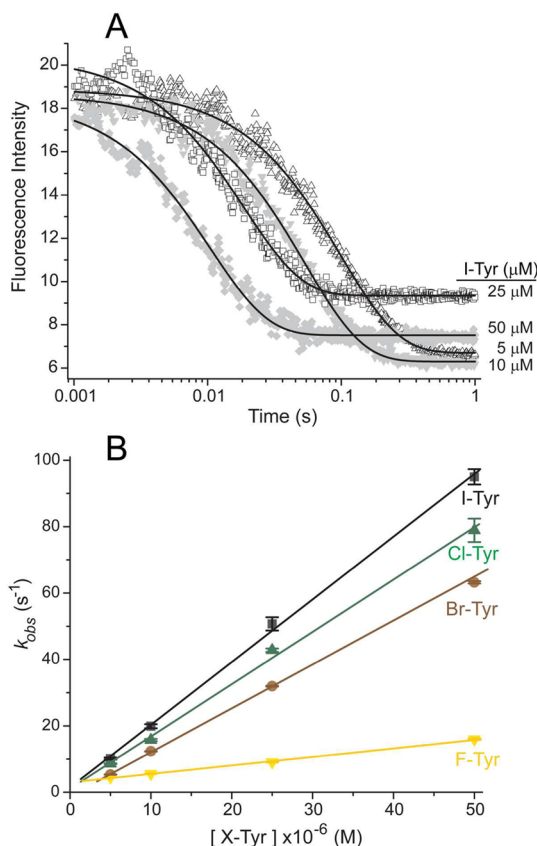 A
20
18
16
14
12
10
8
6
Fluorescence Intensity
I-Tyr (μM)
25 μM
50 μM
5 μM
10 μM
0.001
0.01
0.1
1
Time (s)
B
100
80
60
40
20
0
kobs (s⁻¹)
I-Tyr
Cl-Tyr
Br-Tyr
F-Tyr
0
10
20
30
40
50
[ X-Tyr ] x10⁻⁶ (M)